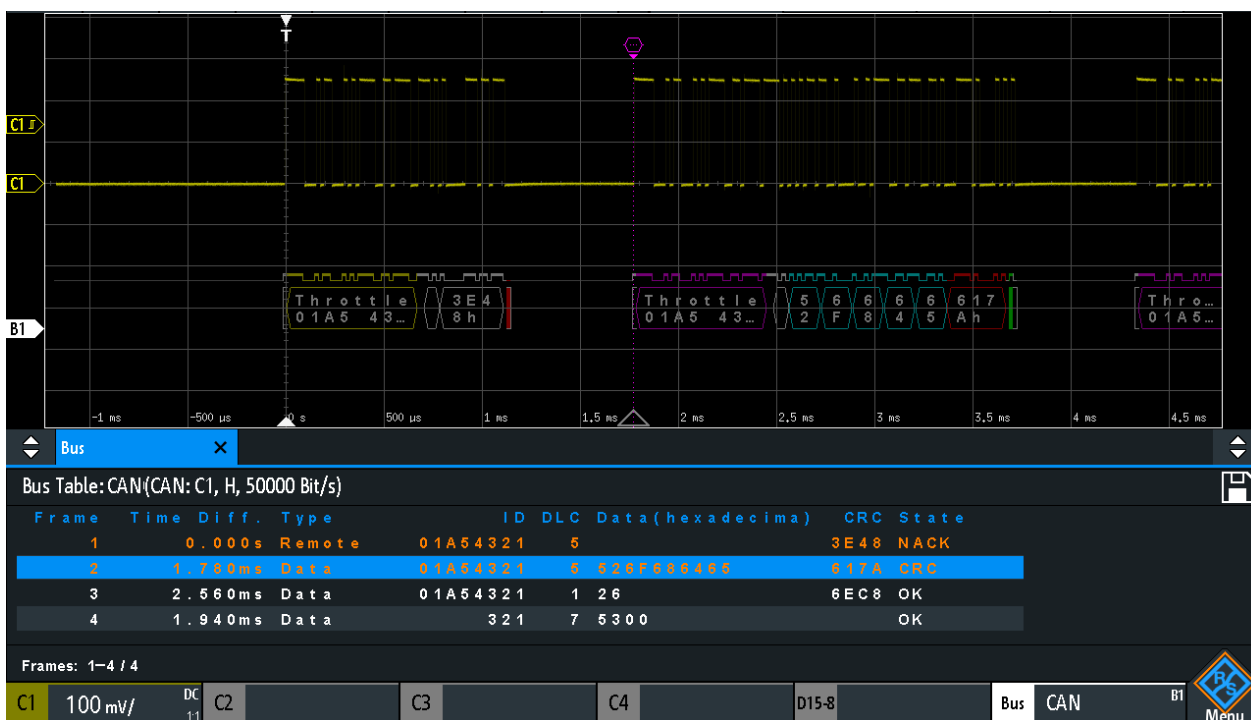 T
C1
C1
Throttle 3E4
01A5 43… 8h
Throttle 5 6 6 6 6 617
01A5 43… 2 F 8 4 5 Ah
Thro…
01A5…
B1
-1 ms -500 µs 0 s 500 µs 1 ms 1.5 ms 2 ms 2.5 ms 3 ms 3.5 ms 4 ms 4.5 ms
Bus
Bus Table: CAN (CAN: C1, H, 50000 Bit/s)
Frame Time Diff. Type ID DLC Data(hexadecima) CRC State
1 0.000s Remote 01A54321 5 3E48 NACK
2 1.780ms Data 01A54321 5 526F686465 617A CRC
3 2.560ms Data 01A54321 1 26 6EC8 OK
4 1.940ms Data 321 7 5300 OK
Frames: 1-4 / 4
C1 100 mV/ DC 1:1 C2 C3 C4 D15-8 Bus CAN B1 R&S Menu